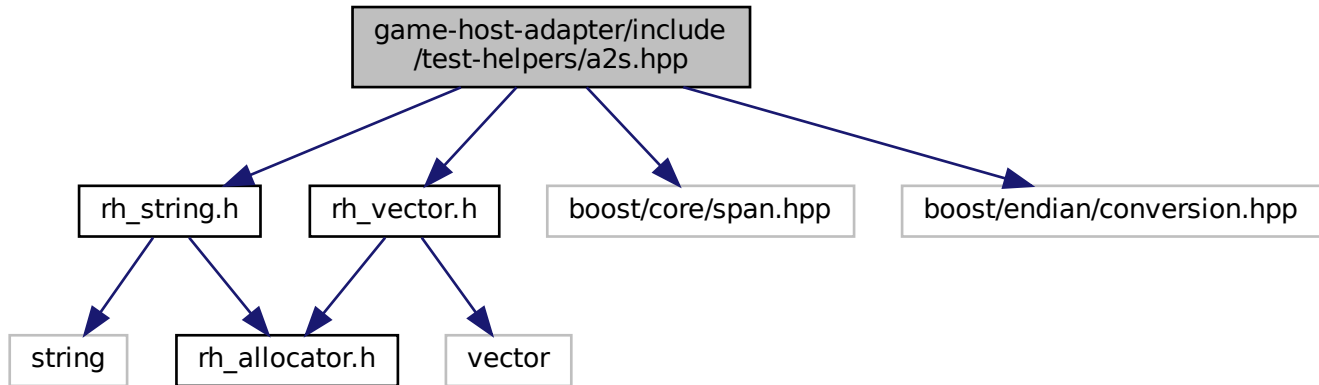 game-host-adapter/include
/test-helpers/a2s.hpp
rh_string.h
rh_vector.h
boost/core/span.hpp
boost/endian/conversion.hpp
string
rh_allocator.h
vector